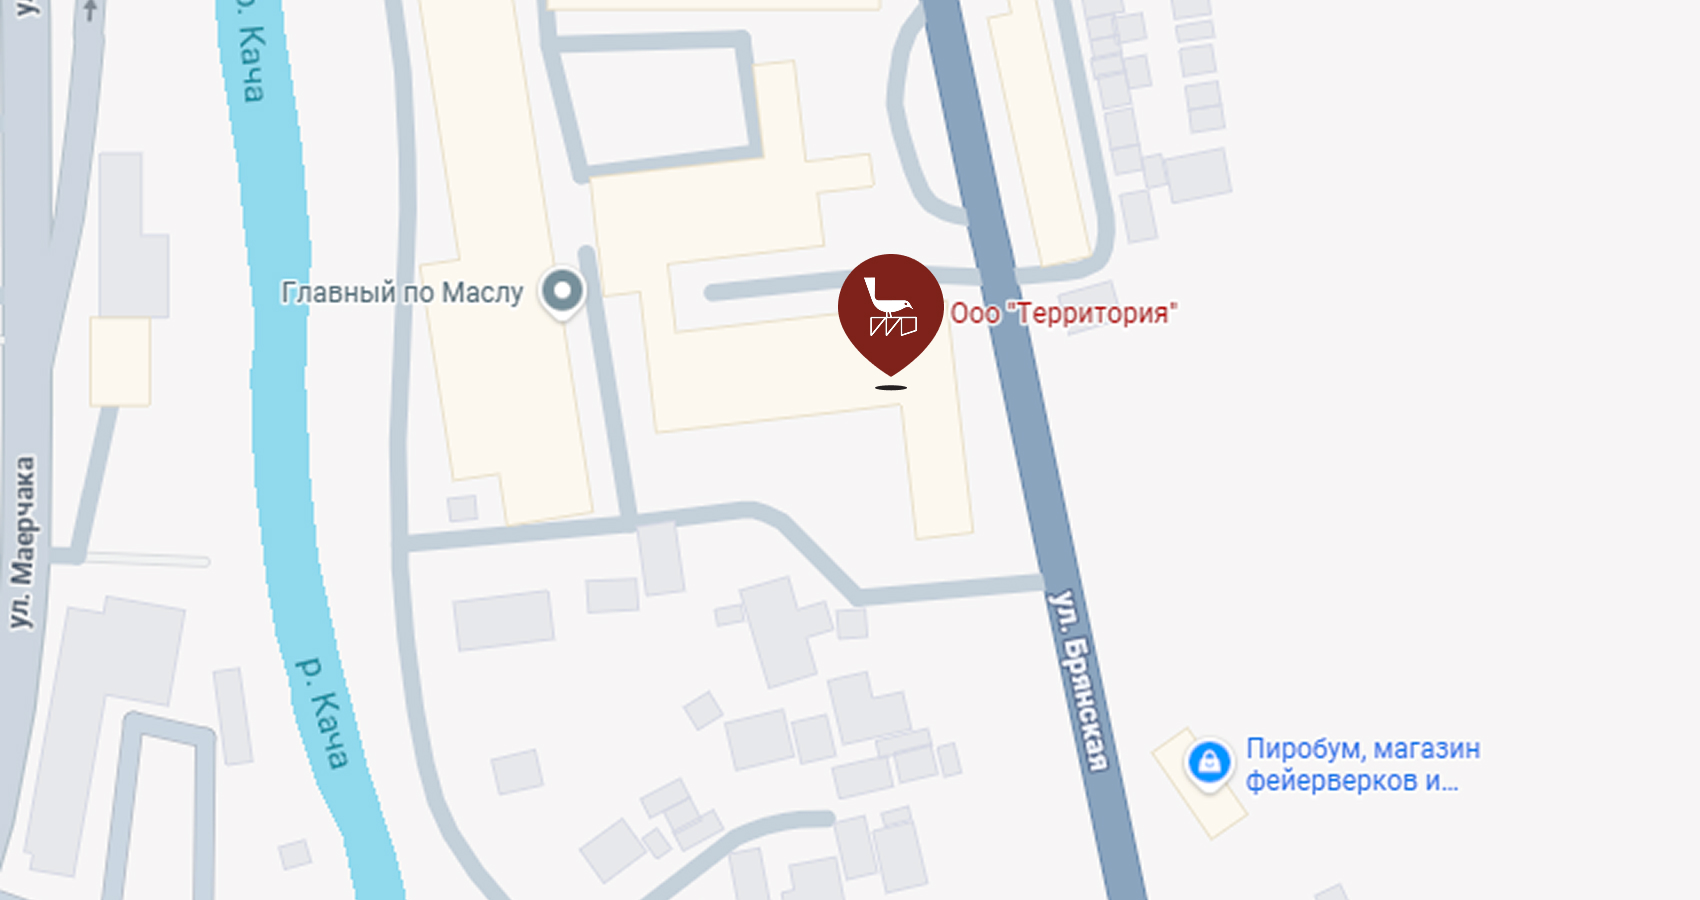 р. Кача
Главный по Маслу
Ооо "Территория"
ул. Маерчака
р. Кача
ул. Брянская
Пиробум, магазин
фейерверков и...